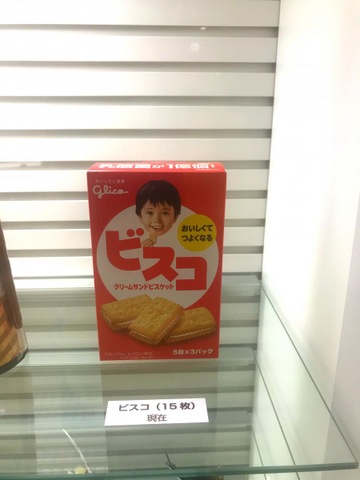 乳酸菌が1億個!
glico
おいしくて
つよくなる
ビスコ
クリームサンドビスケット
5枚×3パック
ビスコ（15枚）
現在